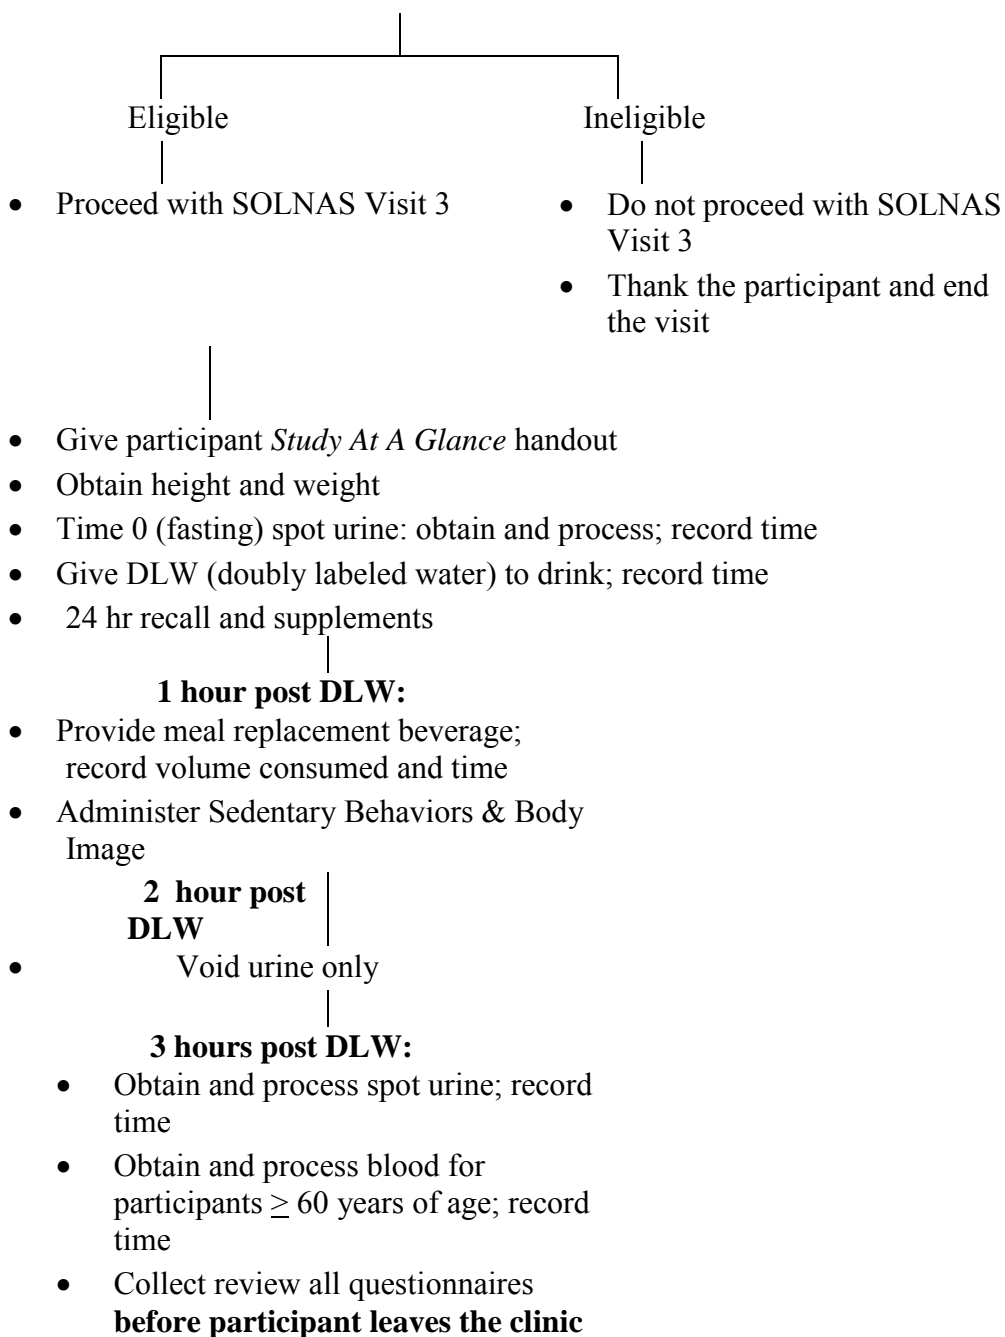 Eligible
Ineligible
• Proceed with SOLNAS Visit 3
• Do not proceed with SOLNAS
Visit 3
• Thank the participant and end
the visit
• Give participant Study At A Glance handout
• Obtain height and weight
• Time 0 (fasting) spot urine: obtain and process; record time
• Give DLW (doubly labeled water) to drink; record time
• 24 hr recall and supplements
1 hour post DLW:
• Provide meal replacement beverage;
record volume consumed and time
• Administer Sedentary Behaviors & Body
Image
2 hour post
DLW
• Void urine only
3 hours post DLW:
• Obtain and process spot urine; record
time
• Obtain and process blood for
participants ≥ 60 years of age; record
time
• Collect review all questionnaires
before participant leaves the clinic